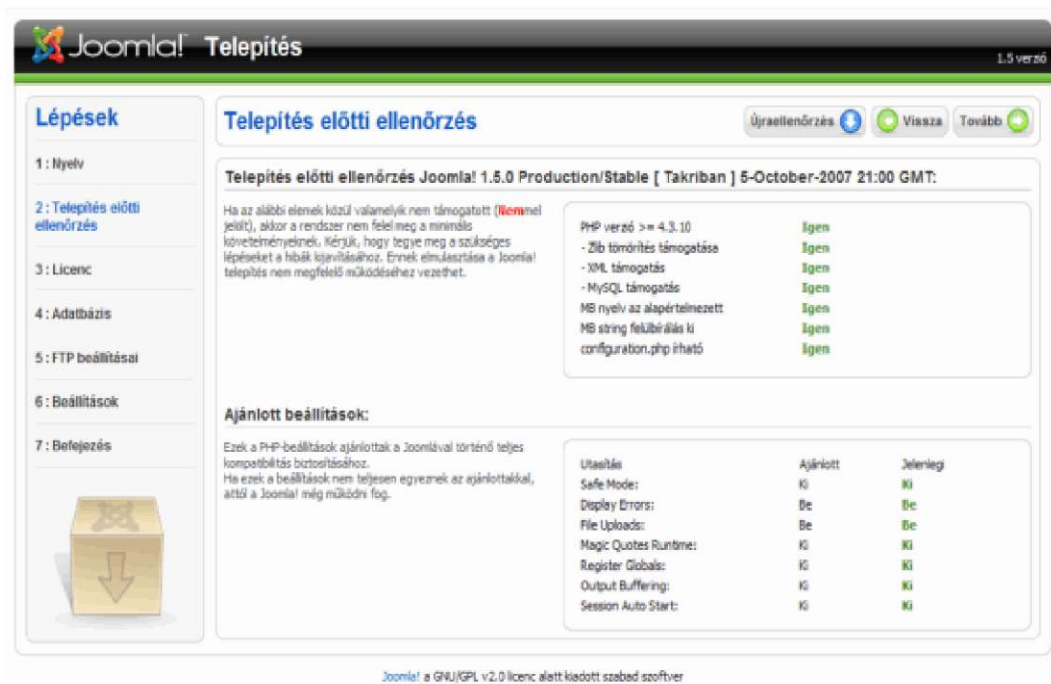 Joomla! Telepítés
1.5 verzió
Lépések
1 : Nyelv
2 : Telepítés előtti
ellenőrzés
3 : Licenc
4 : Adatbázis
5 : FTP beállításai
6 : Beállítások
7 : Befejezés
Telepítés előtti ellenőrzés
Újraellenőrzés
Vissza
Tovább
Telepítés előtti ellenőrzés Joomla! 1.5.0 Production/Stable [ Takriban ] 5-October-2007 21:00 GMT:
Ha az alábbi elemek közül valamelyik nem támogatott (Nemmel
jelölt), akkor a rendszer nem felel meg a minimális
követelményeknek. Kérjük, hogy tegye meg a szükséges
lépéseket a hibák kijavításához. Ennek elmulasztása a Joomla!
telepítés nem megfelelő működéséhez vezethet.
PHP verzió >= 4.3.10 Igen
- Zlib tömörítés támogatása Igen
- XML támogatás Igen
- MySQL támogatás Igen
MB nyelv az alapértelmezett Igen
MB string felülbírálás ki Igen
configuration.php írható Igen
Ajánlott beállítások:
Ezek a PHP-beállítások ajánlottak a Joomlával történő teljes
kompatibilitás biztosításához.
Ha ezek a beállítások nem teljesen egyeznek az ajánlottakkal,
attól a Joomla! még működni fog.
Utasítás Ajánlott Jelenlegi
Safe Mode: Ki Ki
Display Errors: Be Be
File Uploads: Be Be
Magic Quotes Runtime: Ki Ki
Register Globals: Ki Ki
Output Buffering: Ki Ki
Session Auto Start: Ki Ki
Joomla! a GNU/GPL v2.0 licenc alatt kiadott szabad szoftver